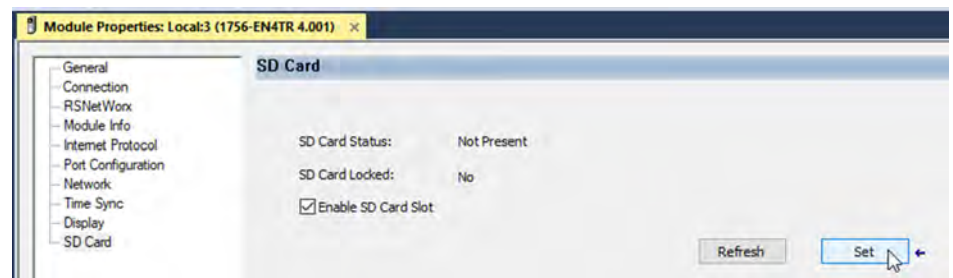 Module Properties: Local:3 (1756-EN4TR 4.001) ×
General
Connection
RSNetWorx
Module Info
Internet Protocol
Port Configuration
Network
Time Sync
Display
SD Card
SD Card
SD Card Status: Not Present
SD Card Locked: No
Enable SD Card Slot
Refresh Set